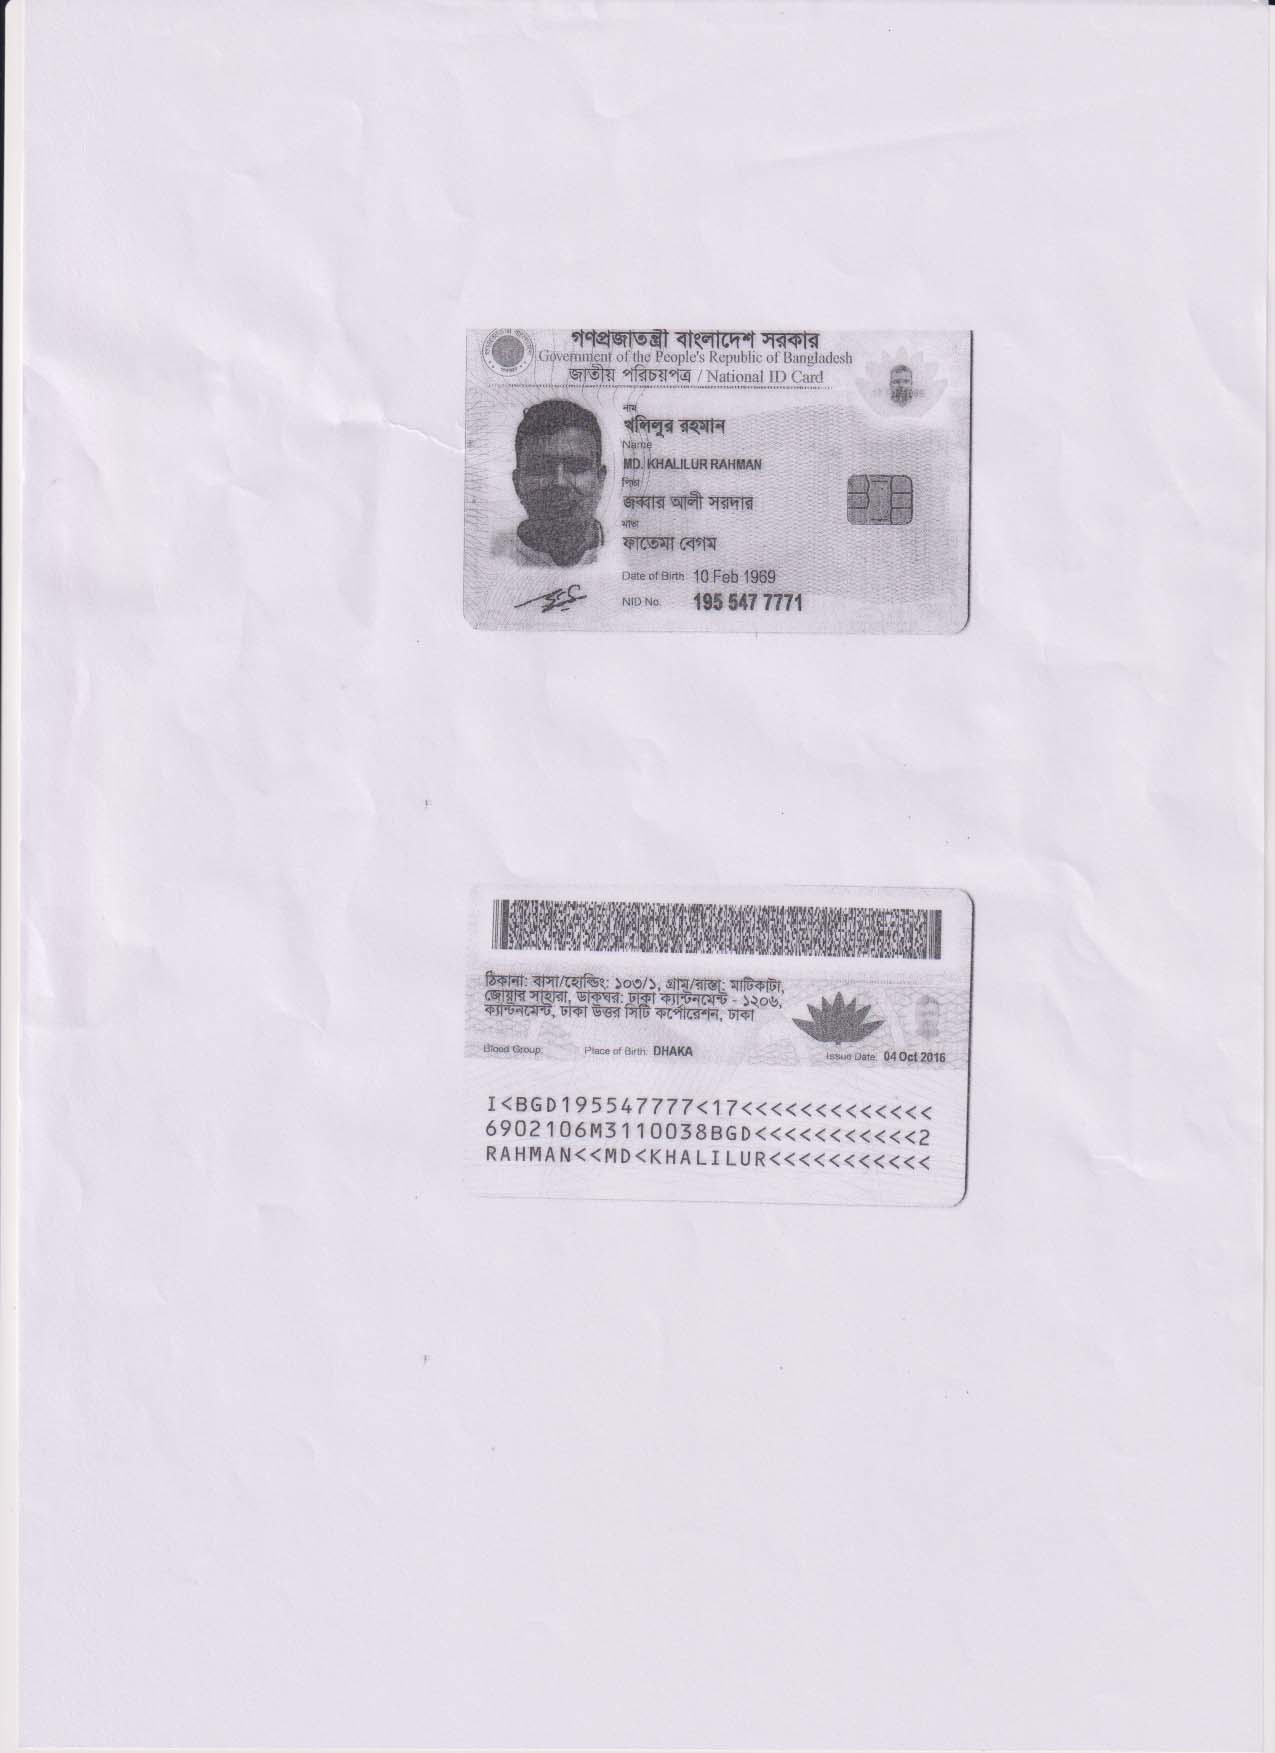 গণপ্রজাতন্ত্রী বাংলাদেশ সরকার
Government of the People's Republic of Bangladesh
জাতীয় পরিচয়পত্র / National ID Card
নাম
খলিলুর রহমান
Name
MD. KHALILUR RAHMAN
পিতা
জব্বার আলী সরদার
মাতা
ফাতেমা বেগম
Date of Birth 10 Feb 1969
NID No. 195 547 7771
ঠিকানা: বাসা/হোল্ডিং: ১০৩/১, গ্রাম/রাস্তা: মাটিকাটা,
জোয়ার সাহারা, ডাকঘর: ঢাকা ক্যান্টনমেন্ট - ১২০৬,
ক্যান্টনমেন্ট, ঢাকা উত্তর সিটি কর্পোরেশন, ঢাকা
Blood Group: Place of Birth: DHAKA Issue Date: 04 Oct 2016
I<BGD195547777<17<<<<<<<<<<<<<
6902106M3110038BGD<<<<<<<<<<<2
RAHMAN<<MD<KHALILUR<<<<<<<<<<<